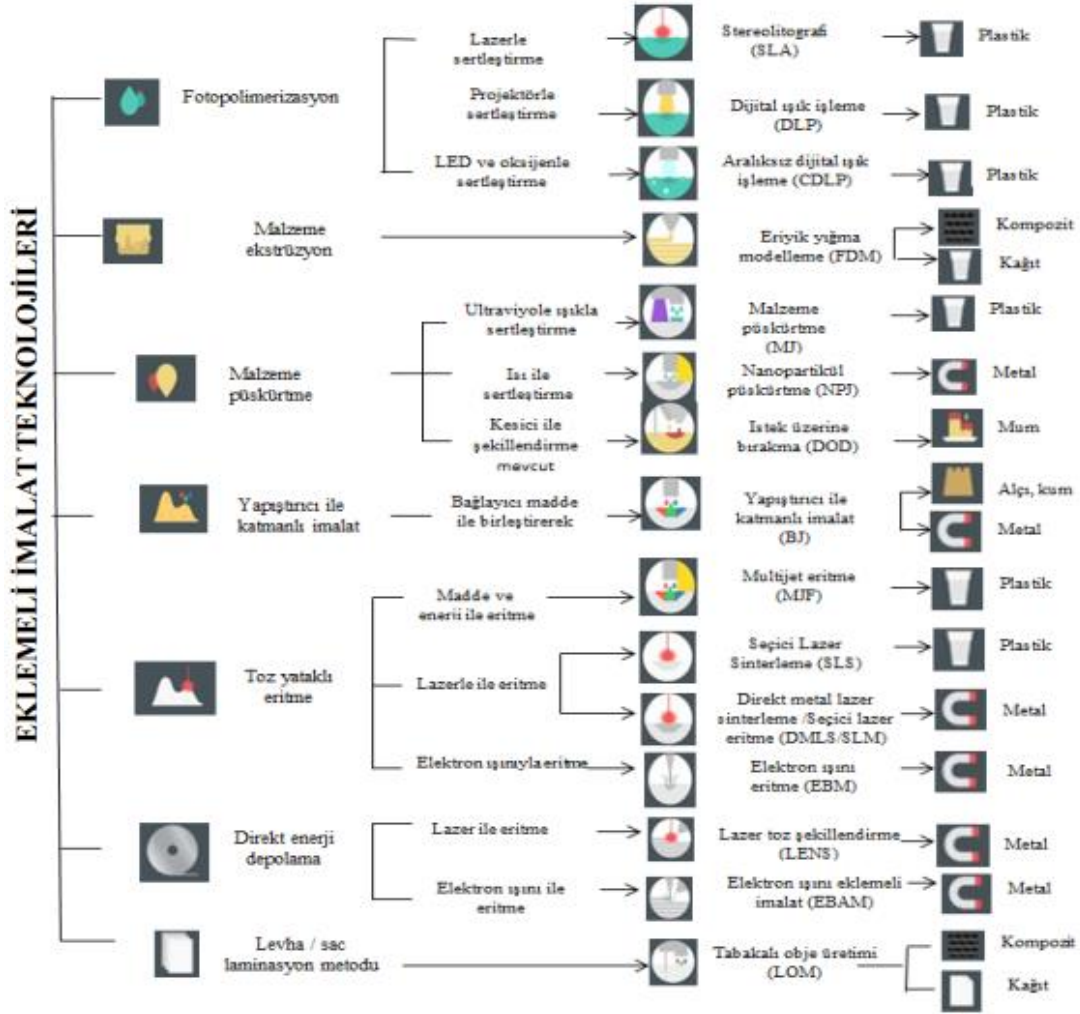 EKLEMELİ İMALAT TEKNOLOJİLERİ
Fotopolimerizasyon
Lazerle
sertleştirme
Stereolitografi
(SLA)
Plastik
Projektörle
sertleştirme
Dijital ışık işleme
(DLP)
Plastik
LED ve oksijenle
sertleştirme
Aralıksız dijital ışık
işleme (CDLP)
Plastik
Malzeme
ekstrüzyon
Eriyik yığma
modelleme (FDM)
Kompozit
Kağıt
Malzeme
püskürtme
Ultraviyole ışıkla
sertleştirme
Malzeme
püskürtme
(MJ)
Plastik
Isı ile
sertleştirme
Nanopartikül
püskürtme (NPJ)
Metal
Kesici ile
şekillendirme
mevcut
Istek üzerine
bırakma (DOD)
Mum
Yapıştırıcı ile
katmanlı imalat
Bağlayıcı madde
ile birleştirerek
Yapıştırıcı ile
katmanlı imalat
(BJ)
Alçı, kum
Metal
Toz yataklı
eritme
Madde ve
enerji ile eritme
Multijet eritme
(MJF)
Plastik
Lazerle ile eritme
Seçici Lazer
Sinterleme (SLS)
Plastik
Direkt metal lazer
sinterleme /Seçici lazer
eritme (DMLS/SLM)
Metal
Elektron ışınıyla eritme
Elektron ışını
eritme (EBM)
Metal
Direkt enerji
depolama
Lazer ile eritme
Lazer toz şekillendirme
(LENS)
Metal
Elektron ışını ile
eritme
Elektron ışını eklemeli
imalat (EBAM)
Metal
Levha / sac
laminasyon metodu
Tabakalı obje üretimi
(LOM)
Kompozit
Kağıt